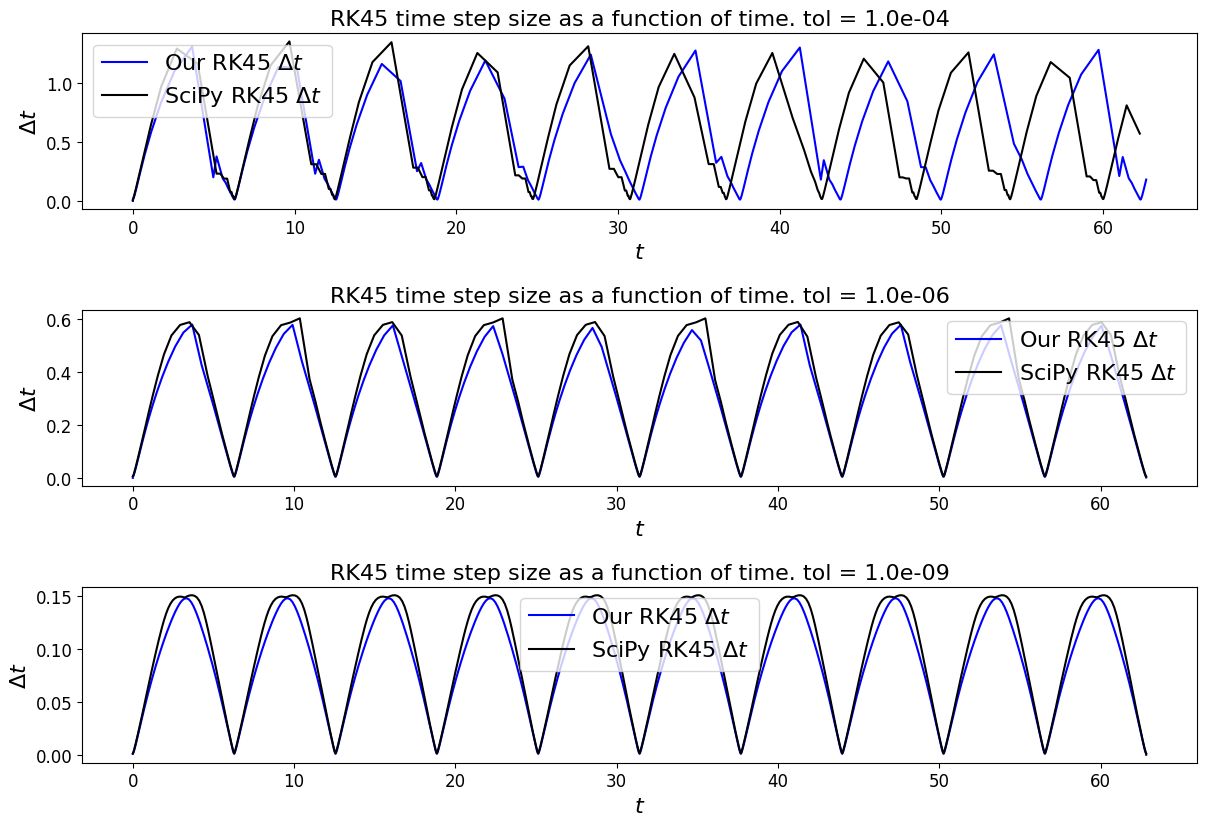 RK45 time step size as a function of time. tol = 1.0e-04
Our RK45 Δt
SciPy RK45 Δt
Δt
1.0
0.5
0.0
0 10 20 30 40 50 60
t
RK45 time step size as a function of time. tol = 1.0e-06
Our RK45 Δt
SciPy RK45 Δt
Δt
0.6
0.4
0.2
0.0
0 10 20 30 40 50 60
t
RK45 time step size as a function of time. tol = 1.0e-09
Our RK45 Δt
SciPy RK45 Δt
Δt
0.15
0.10
0.05
0.00
0 10 20 30 40 50 60
t